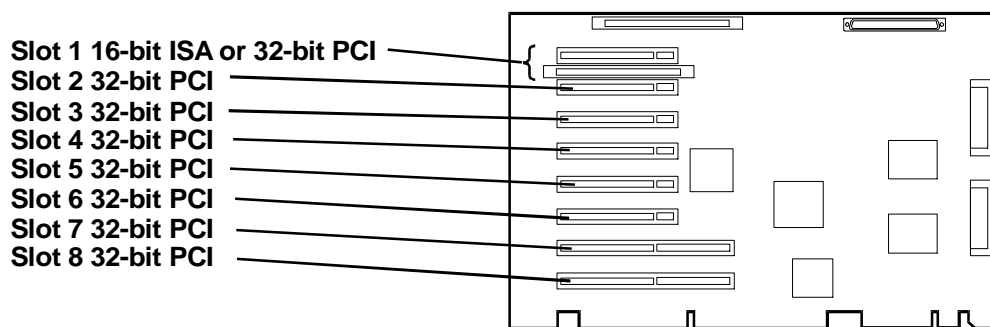 Slot 1 16-bit ISA or 32-bit PCI
Slot 2 32-bit PCI
Slot 3 32-bit PCI
Slot 4 32-bit PCI
Slot 5 32-bit PCI
Slot 6 32-bit PCI
Slot 7 32-bit PCI
Slot 8 32-bit PCI